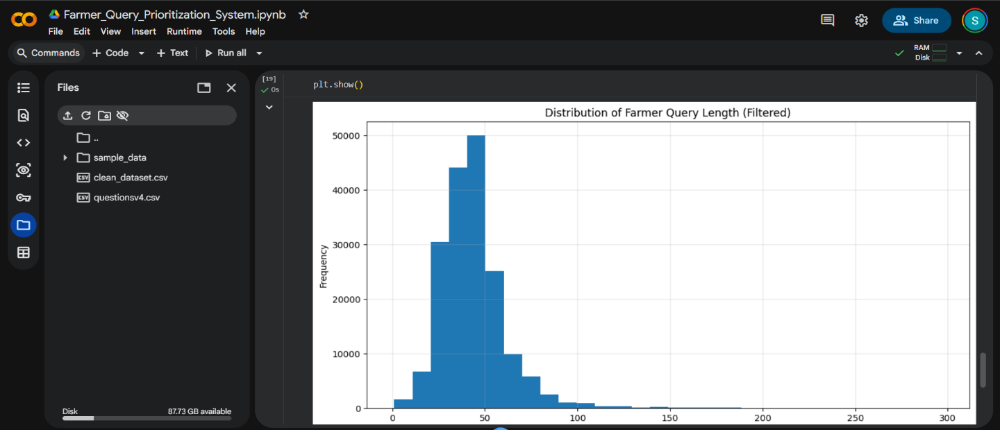 Farmer_Query_Prioritization_System.ipynb
File Edit View Insert Runtime Tools Help
Share
S
Commands + Code + Text Run all
RAM
Disk
Files
..
sample_data
clean_dataset.csv
questionsv4.csv
Disk 87.73 GB available
[19]
0s
plt.show()
Distribution of Farmer Query Length (Filtered)
Frequency
50000
40000
30000
20000
10000
0
0 50 100 150 200 250 300